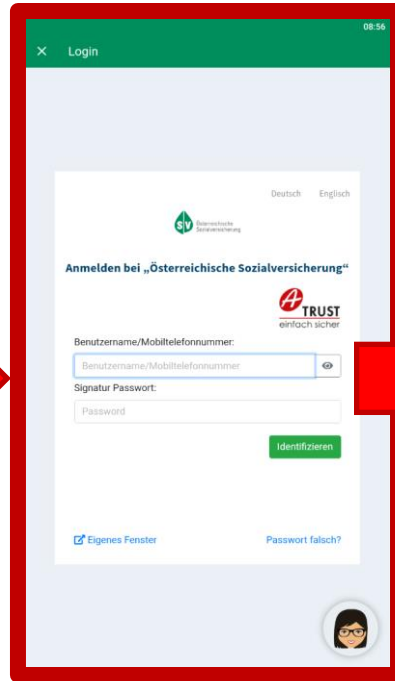 08:56
× Login
Deutsch Englisch
SV Österreichische
Sozialversicherung
Anmelden bei „Österreichische Sozialversicherung“
A
TRUST
einfach sicher
Benutzername/Mobiltelefonnummer:
Benutzername/Mobiltelefonnummer
Signatur Passwort:
Password
Identifizieren
Eigenes Fenster Passwort falsch?